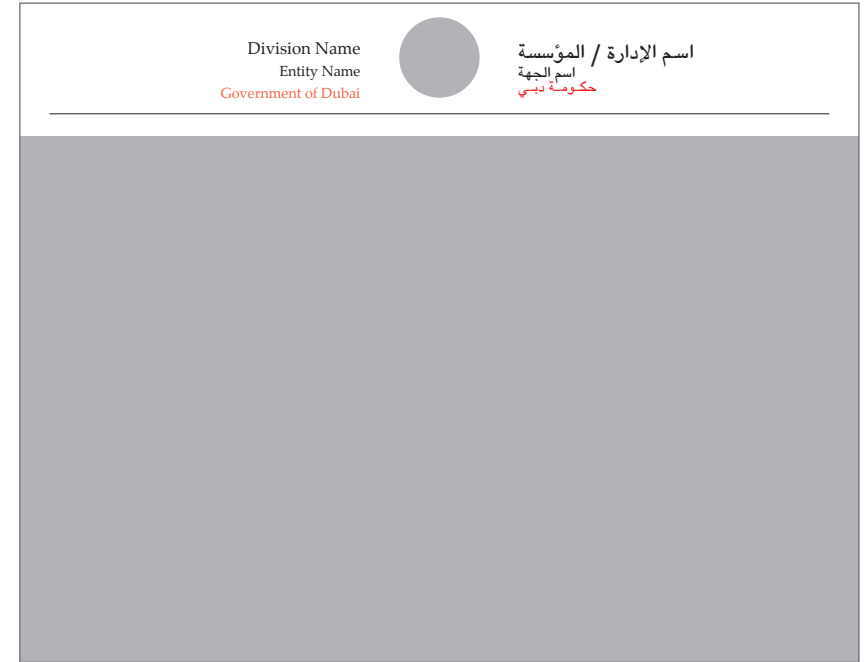 Division Name
Entity Name
Government of Dubai
اسم الإدارة / المؤسسة
اسم الجهة
حكومة دبي